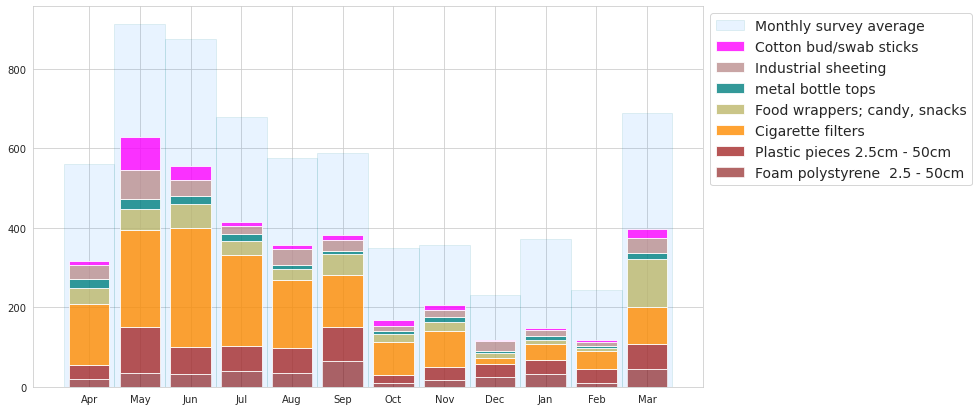 800
600
400
200
0
Apr May Jun Jul Aug Sep Oct Nov Dec Jan Feb Mar
Monthly survey average
Cotton bud/swab sticks
Industrial sheeting
metal bottle tops
Food wrappers; candy, snacks
Cigarette filters
Plastic pieces 2.5cm - 50cm
Foam polystyrene  2.5 - 50cm